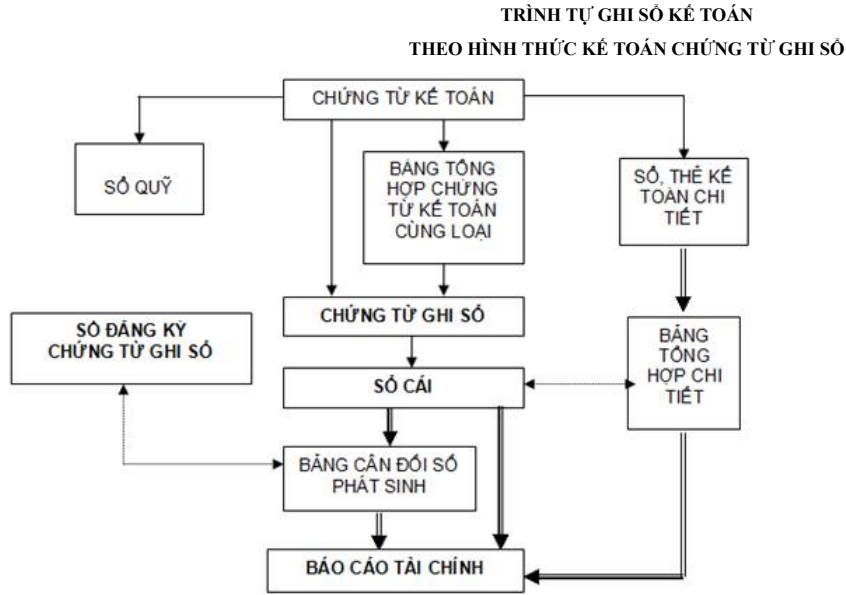 TRÌNH TỰ GHI SỔ KẾ TOÁN
THEO HÌNH THỨC KẾ TOÁN CHỨNG TỪ GHI SỔ
CHỨNG TỪ KẾ TOÁN
SỔ QUỸ
BẢNG TỔNG
HỢP CHỨNG
TỪ KẾ TOÁN
CÙNG LOẠI
SỔ, THẺ KẾ
TOÁN CHI
TIẾT
CHỨNG TỪ GHI SỔ
SỔ ĐĂNG KÝ
CHỨNG TỪ GHI SỔ
BẢNG
TỔNG
HỢP CHI
TIẾT
SỔ CÁI
BẢNG CÂN ĐỐI SỐ
PHÁT SINH
BÁO CÁO TÀI CHÍNH